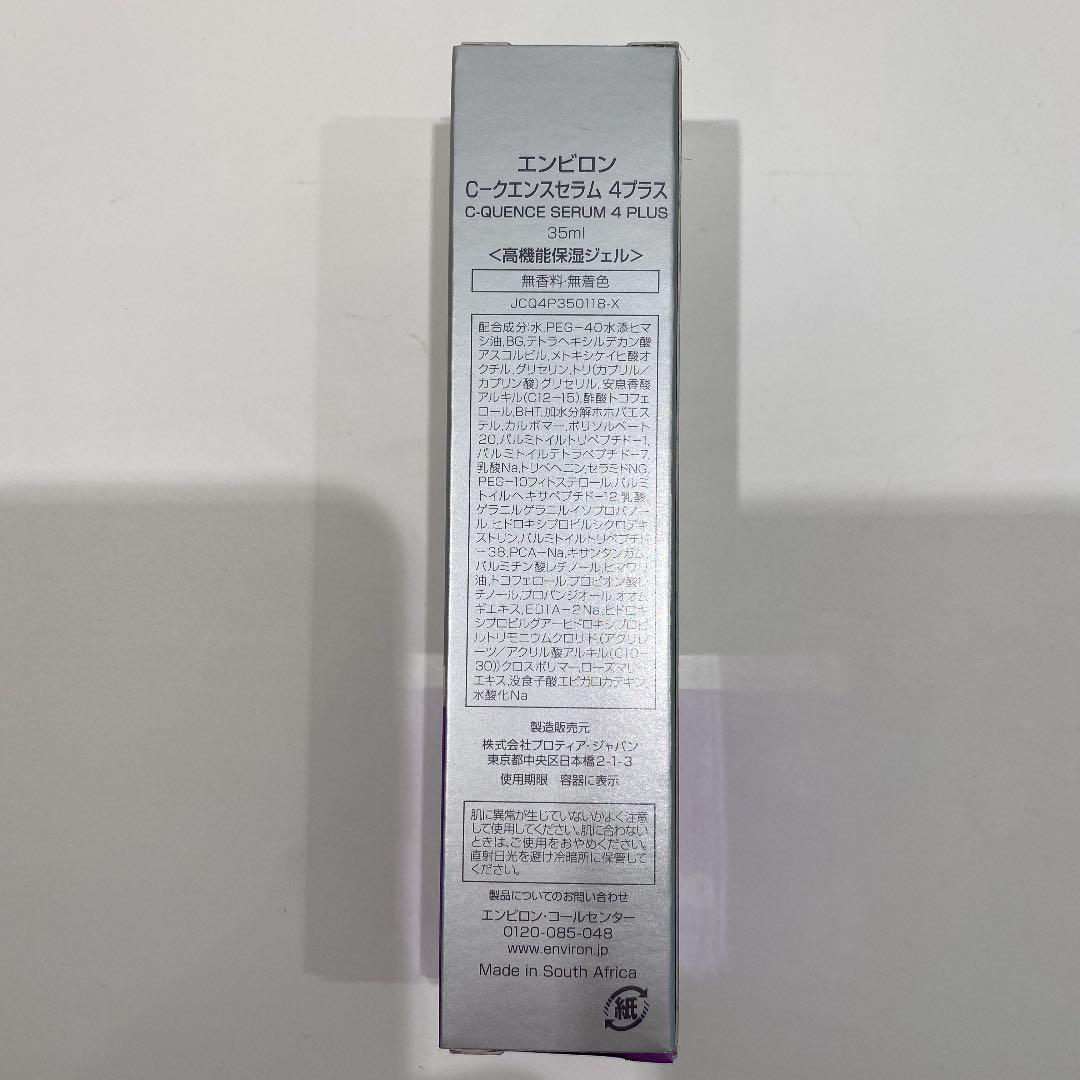 エンビロン
C-クエンスセラム 4プラス
C-QUENCE SERUM 4 PLUS
35ml
<高機能保湿ジェル>
無香料・無着色
JCQ4P350118-X
配合成分:水,PEG-40水添ヒマ
シ油,BG,テトラヘキシルデカン酸
アスコルビル,メトキシケイヒ酸オ
クチル,グリセリン,トリ(カプリル/
カプリン酸)グリセリル,安息香酸
アルキル(C12-15),酢酸トコフェ
ロール,BHT,加水分解ホホバエス
テル,カルボマー,ポリソルベート
20,パルミトイルトリペプチド-1,
パルミトイルテトラペプチド-7,
乳酸Na,トリベヘニン,セラミドNG,
PEG-10フィトステロール,パルミ
トイルヘキサペプチド-12,乳酸,
ゲラニルゲラニルイソプロパノー
ル,ヒドロキシプロピルシクロデキ
ストリン,パルミトイルトリペプチド
-38,PCA-Na,キサンタンガム,
パルミチン酸レチノール,ヒマワリ
油,トコフェロール,プロピオン酸レ
チノール,プロパンジオール,オオム
ギエキス,EDTA-2Na,ヒドロキ
シプロピルグアーヒドロキシプロピ
ルトリモニウムクロリド,(アクリレ
ーツ/アクリル酸アルキル(C10-
30))クロスポリマー,ローズマリー
エキス,没食子酸エピガロカテキン,
水酸化Na
製造販売元
株式会社プロティア・ジャパン
東京都中央区日本橋2-1-3
使用期限 容器に表示
肌に異常が生じていないかよく注意
して使用してください。肌に合わない
ときは、ご使用をおやめください。
直射日光を避け冷暗所に保管して
ください。
製品についてのお問い合わせ
エンビロン・コールセンター
0120-085-048
www.environ.jp
Made in South Africa
紙